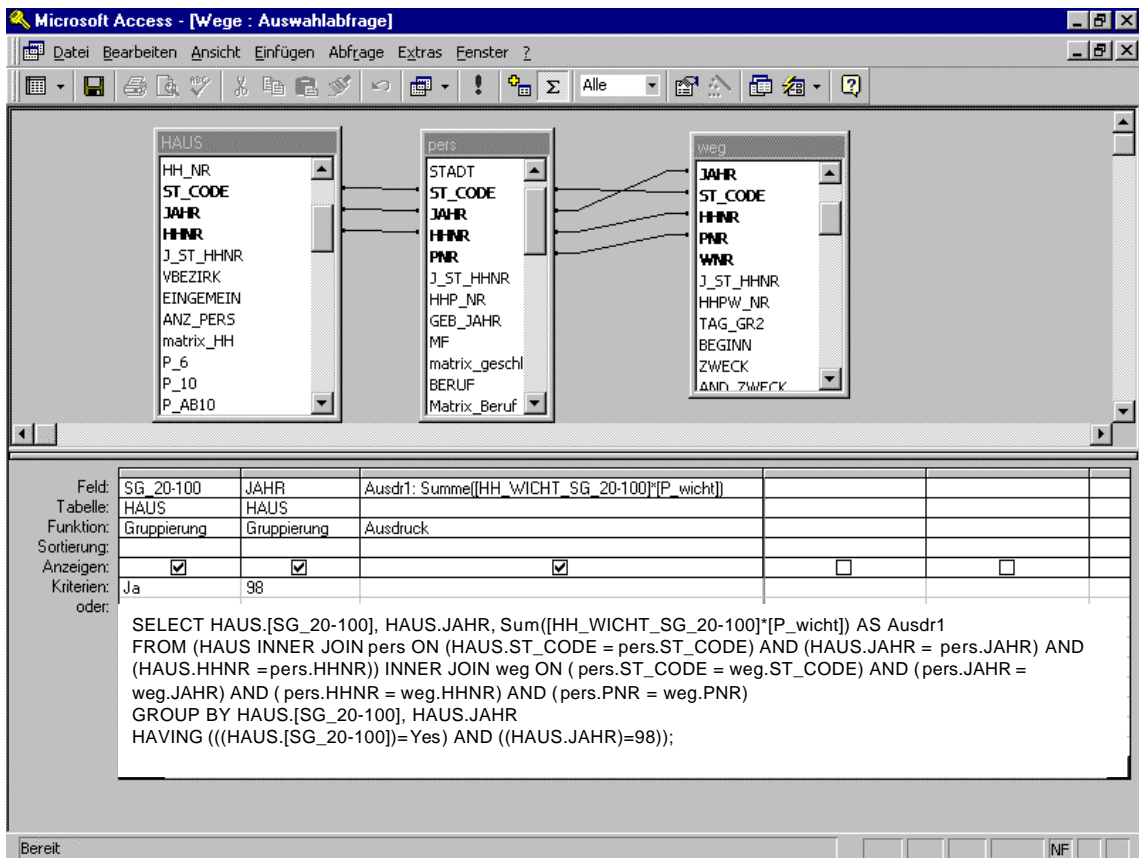 Microsoft Access - [Wege : Auswahlabfrage]
Datei Bearbeiten Ansicht Einfügen Abfrage Extras Fenster ?
Alle
HAUS
HH_NR
ST_CODE
JAHR
HHNR
J_ST_HHNR
VBEZIRK
EINGEMEIN
ANZ_PERS
matrix_HH
P_6
P_10
P_AB10
pers
STADT
ST_CODE
JAHR
HHNR
PNR
J_ST_HHNR
HHP_NR
GEB_JAHR
MF
matrix_geschl
BERUF
Matrix_Beruf
weg
JAHR
ST_CODE
HHNR
PNR
WNR
J_ST_HHNR
HHPW_NR
TAG_GR2
BEGINN
ZWECK
AND_ZWECK
Feld: SG_20-100 JAHR Ausdr1: Summe([HH_WICHT_SG_20-100]*[P_wicht])
Tabelle: HAUS HAUS
Funktion: Gruppierung Gruppierung Ausdruck
Sortierung:
Anzeigen:
Kriterien: Ja 98
oder:
SELECT HAUS.[SG_20-100], HAUS.JAHR, Sum([HH_WICHT_SG_20-100]*[P_wicht]) AS Ausdr1
FROM (HAUS INNER JOIN pers ON (HAUS.ST_CODE = pers.ST_CODE) AND (HAUS.JAHR = pers.JAHR) AND
(HAUS.HHNR =pers.HHNR)) INNER JOIN weg ON ( pers.ST_CODE = weg.ST_CODE) AND ( pers.JAHR =
weg.JAHR) AND ( pers.HHNR = weg.HHNR) AND ( pers.PNR = weg.PNR)
GROUP BY HAUS.[SG_20-100], HAUS.JAHR
HAVING (((HAUS.[SG_20-100])=Yes) AND ((HAUS.JAHR)=98));
Bereit
NF